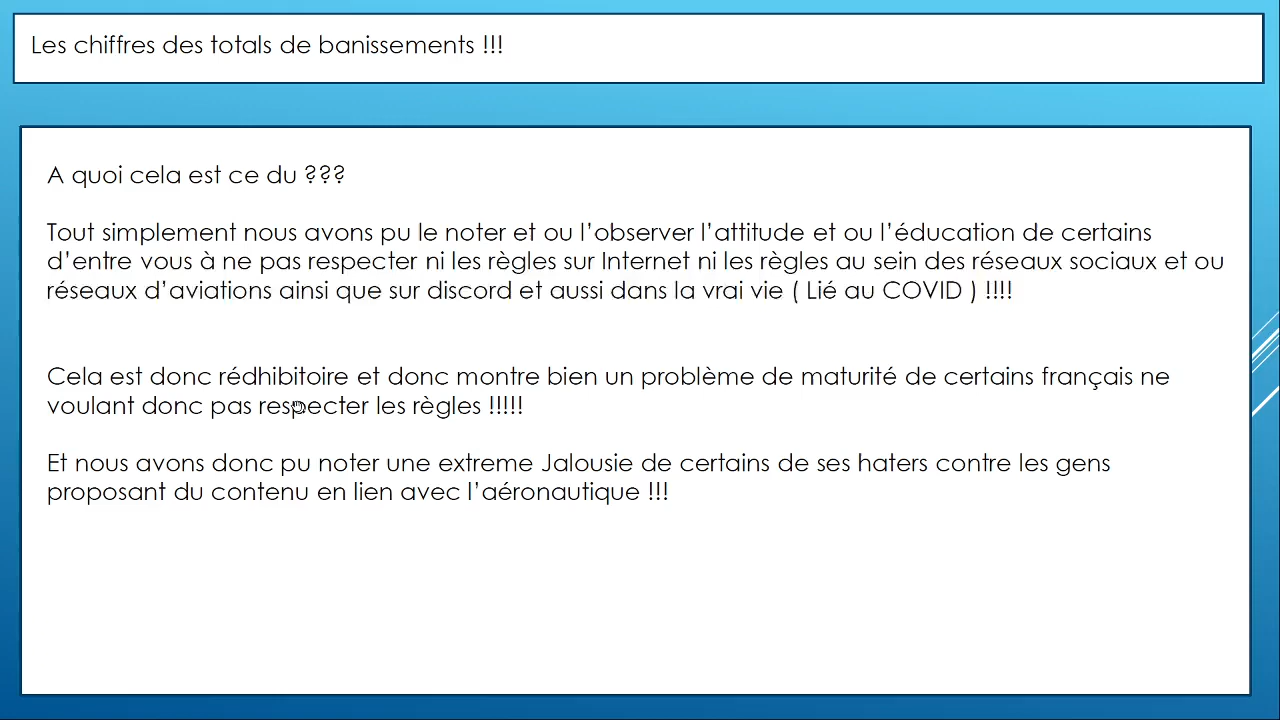 Les chiffres des totals de banissements !!!
A quoi cela est ce du ???
Tout simplement nous avons pu le noter et ou l’observer l’attitude et ou l’éducation de certains
d’entre vous à ne pas respecter ni les règles sur Internet ni les règles au sein des réseaux sociaux et ou
réseaux d’aviations ainsi que sur discord et aussi dans la vrai vie ( Lié au COVID ) !!!!
Cela est donc rédhibitoire et donc montre bien un problème de maturité de certains français ne
voulant donc pas respecter les règles !!!!!
Et nous avons donc pu noter une extreme Jalousie de certains de ses haters contre les gens
proposant du contenu en lien avec l’aéronautique !!!